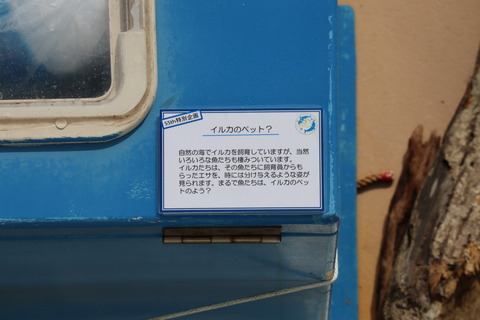 55th特別企画
イルカのペット？
自然の海でイルカを飼育していますが、当然
いろいろな魚たちも棲みついています。
イルカたちは、その魚たちに飼育員からも
らったエサを、時には分け与えるような姿が
見られます。まるで魚たちは、イルカのペッ
トのよう？